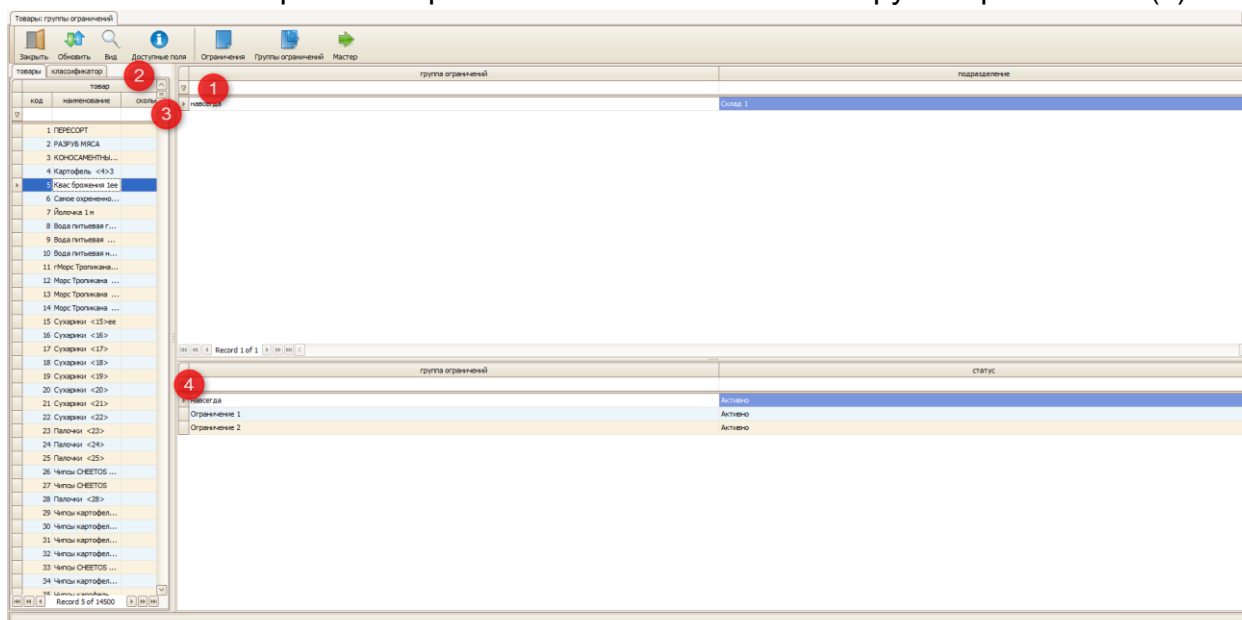 Товары: группы ограничений
Закрыть Обновить Вид Доступные поля Ограничения Группы ограничений Мастер
товары классификатор
2
товар
код наименование
3
1 ПЕРЕСОРТ
2 РАЗРУБ МЯСА
3 КОНОСАМЕНТНЫ...
4 Картофель <4>3
5 Квас брожения 1ее
6 Саное охрененно...
7 Йолочка 1н
8 Вода питьевая г...
9 Вода питьевая ...
10 Вода питьевая н...
11 гМорс Тропикана...
12 Морс Тропикана ...
13 Морс Тропикана ...
14 Морс Тропикана ...
15 Сухарики <15>ее
16 Сухарики <16>
17 Сухарики <17>
18 Сухарики <18>
19 Сухарики <19>
20 Сухарики <20>
21 Сухарики <21>
22 Сухарики <22>
23 Палочки <23>
24 Палочки <24>
25 Палочки <25>
26 Чипсы CHEETOS ...
27 Чипсы CHEETOS
28 Палочки <28>
29 Чипсы картофел...
30 Чипсы картофел...
31 Чипсы картофел...
32 Чипсы картофел...
33 Чипсы CHEETOS ...
34 Чипсы картофел...
Record 5 of 14500
группа ограничений подразделение
1
навсегда Склад 1
Record 1 of 1
группа ограничений статус
4
навсегда Активно
Ограничение 1 Активно
Ограничение 2 Активно